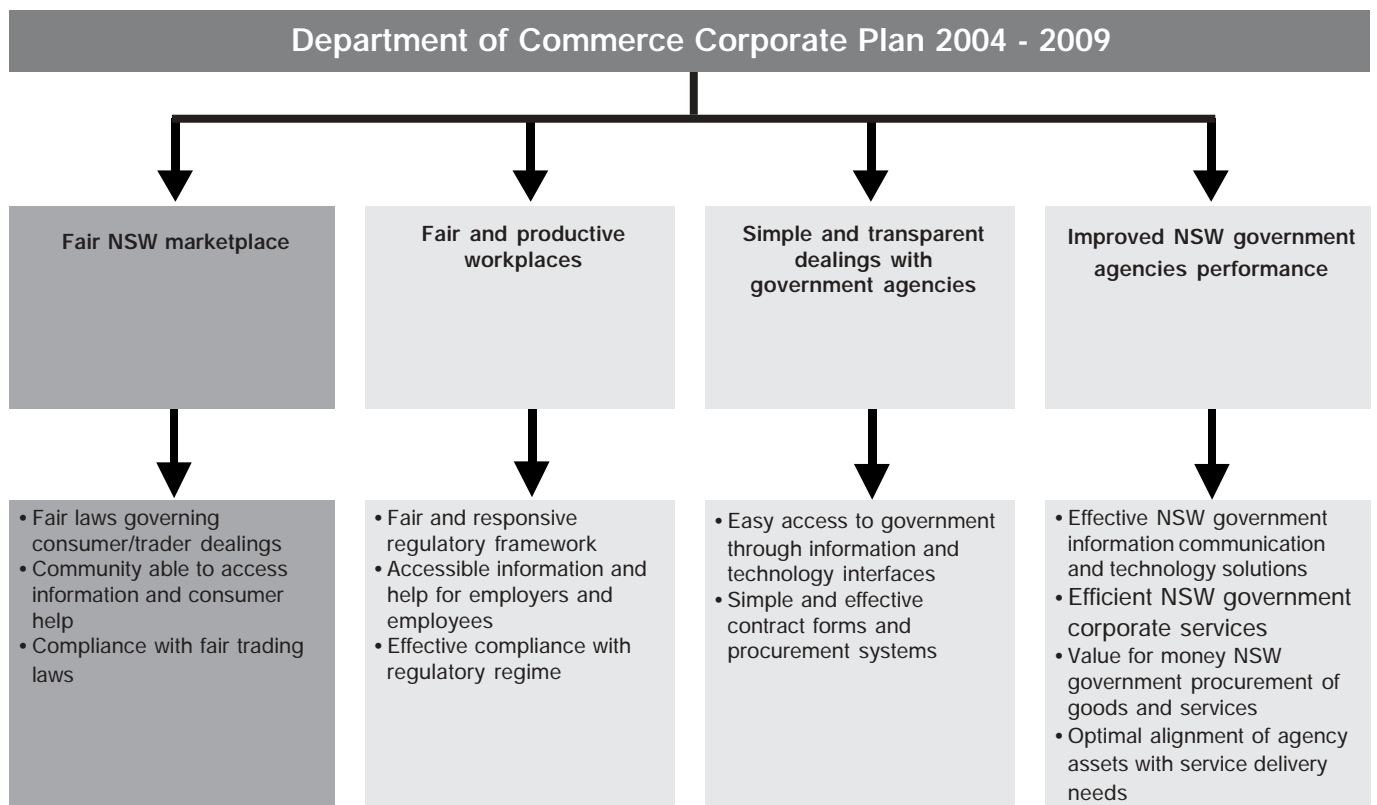 Department of Commerce Corporate Plan 2004 - 2009
Fair NSW marketplace
Fair and productive
workplaces
Simple and transparent
dealings with
government agencies
Improved NSW government
agencies performance
• Fair laws governing
consumer/trader dealings
• Community able to access
information and consumer
help
• Compliance with fair trading
laws
• Fair and responsive
regulatory framework
• Accessible information and
help for employers and
employees
• Effective compliance with
regulatory regime
• Easy access to government
through information and
technology interfaces
• Simple and effective
contract forms and
procurement systems
• Effective NSW government
information communication
and technology solutions
• Efficient NSW government
corporate services
• Value for money NSW
government procurement of
goods and services
• Optimal alignment of agency
assets with service delivery
needs